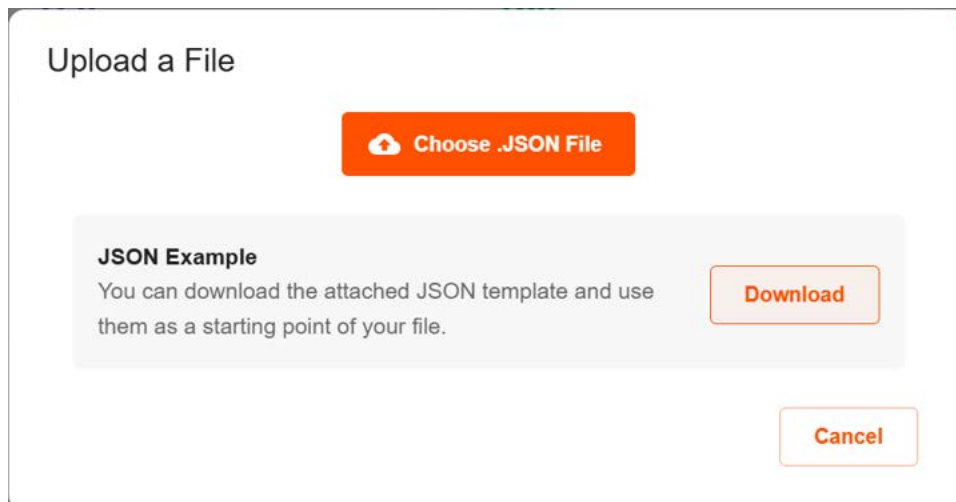 Upload a File
Choose .JSON File
JSON Example
You can download the attached JSON template and use
them as a starting point of your file.
Download
Cancel